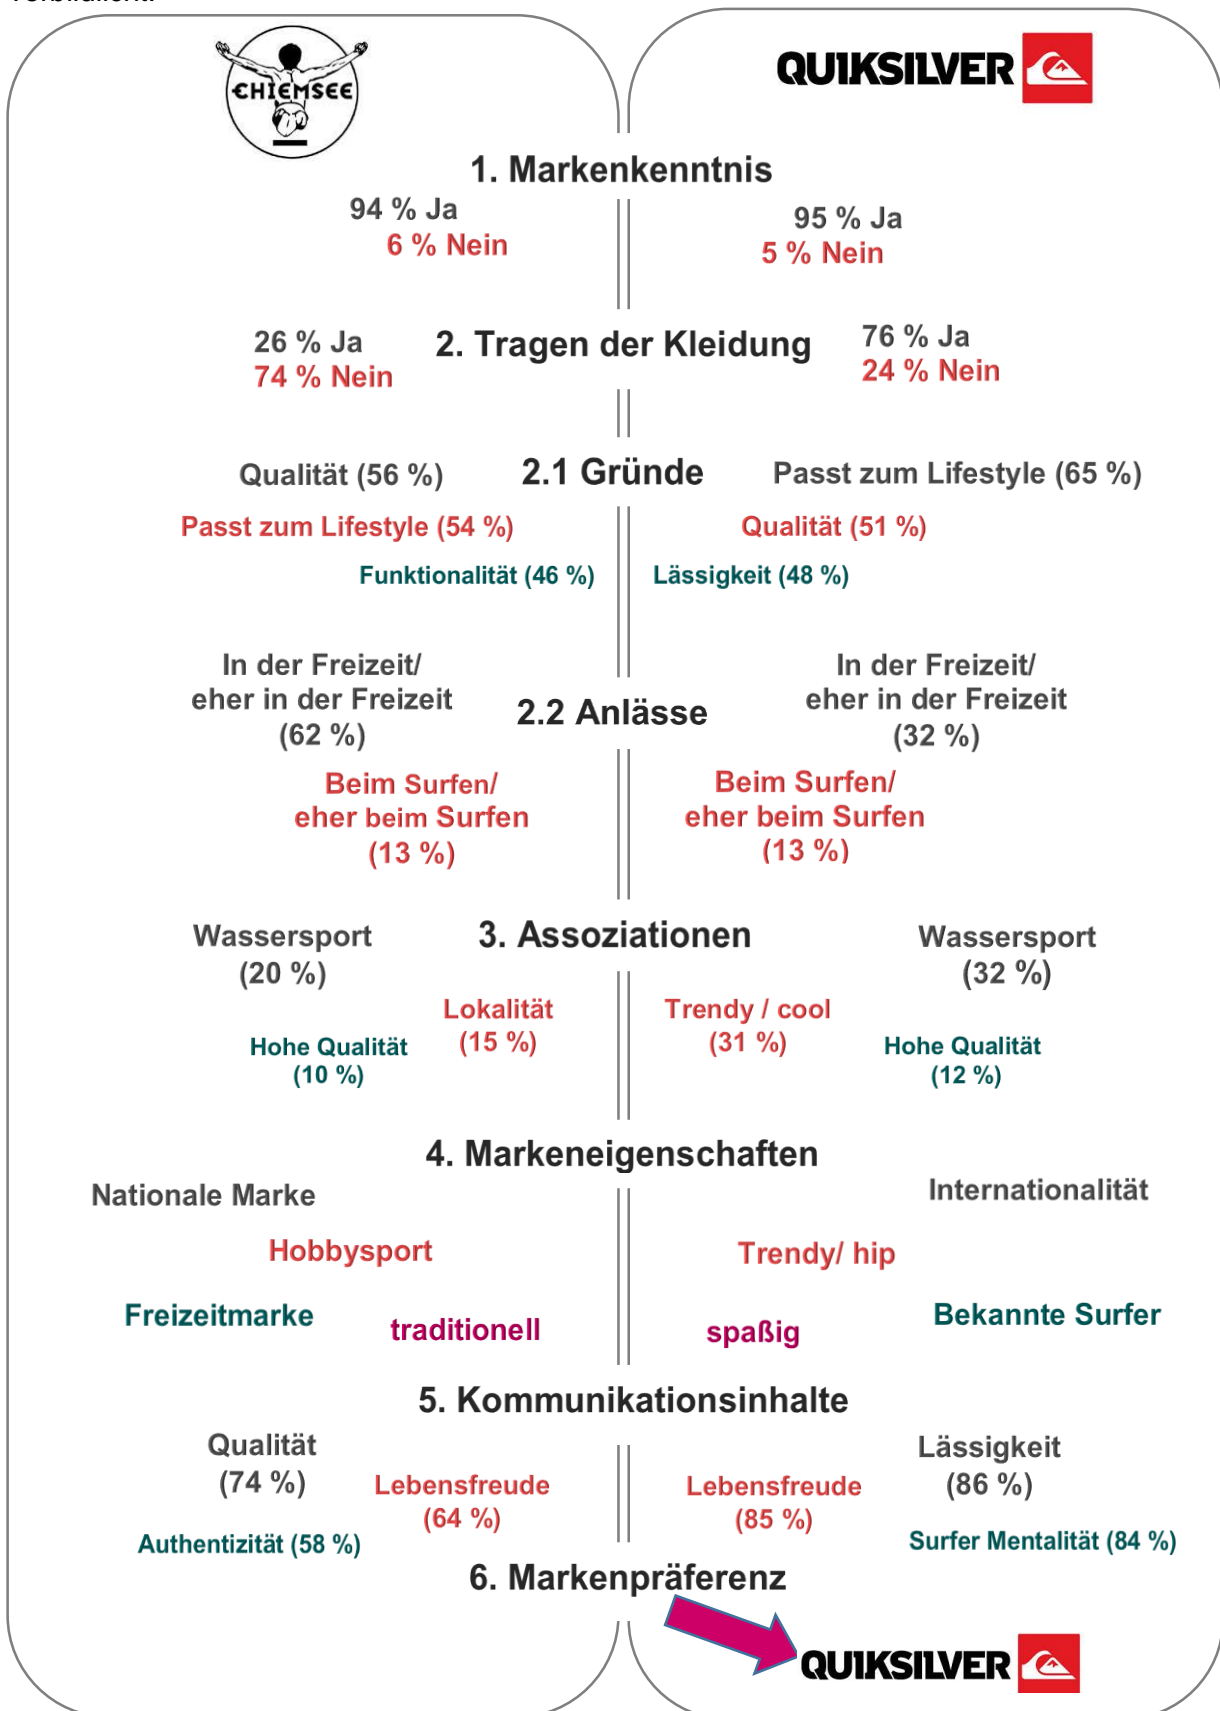 CHIEMSEE
QUIKSILVER
1. Markenkenntnis
94 % Ja
6 % Nein
95 % Ja
5 % Nein
2. Tragen der Kleidung
26 % Ja
74 % Nein
76 % Ja
24 % Nein
2.1 Gründe
Qualität (56 %)
Passt zum Lifestyle (54 %)
Funktionalität (46 %)
Passt zum Lifestyle (65 %)
Qualität (51 %)
Lässigkeit (48 %)
2.2 Anlässe
In der Freizeit/
eher in der Freizeit
(62 %)
Beim Surfen/
eher beim Surfen
(13 %)
In der Freizeit/
eher in der Freizeit
(32 %)
Beim Surfen/
eher beim Surfen
(13 %)
3. Assoziationen
Wassersport
(20 %)
Lokalität
(15 %)
Hohe Qualität
(10 %)
Wassersport
(32 %)
Trendy / cool
(31 %)
Hohe Qualität
(12 %)
4. Markeneigenschaften
Nationale Marke
Hobbysport
Freizeitmarke
traditionell
Internationalität
Trendy/ hip
Bekannte Surfer
spaßig
5. Kommunikationsinhalte
Qualität
(74 %)
Lebensfreude
(64 %)
Authentizität (58 %)
Lässigkeit
(86 %)
Lebensfreude
(85 %)
Surfer Mentalität (84 %)
6. Markenpräferenz
QUIKSILVER